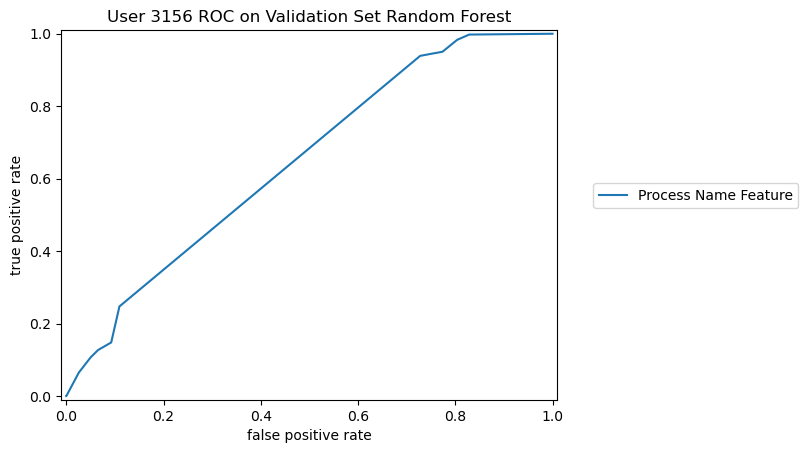 User 3156 ROC on Validation Set Random Forest
1.0
0.8
0.6
0.4
0.2
0.0
true positive rate
0.0 0.2 0.4 0.6 0.8 1.0
false positive rate
Process Name Feature